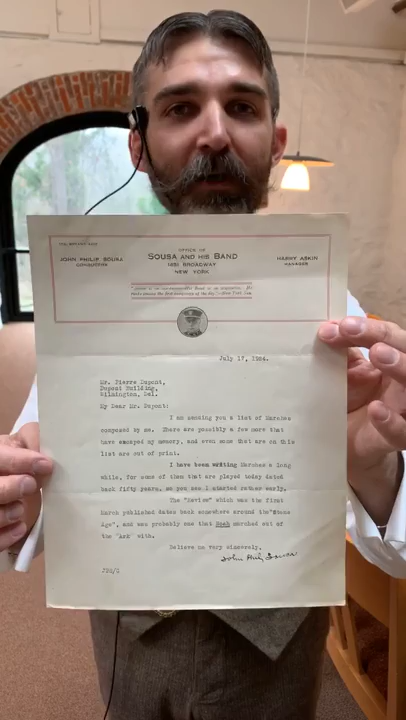 OFFICE OF
JOHN PHILIP SOUSA
CONDUCTOR
SOUSA AND HIS BAND
1451 BROADWAY
NEW YORK
HARRY ASKIN
MANAGER
July 17, 1924.
Mr. Pierre Dupont,
Dupont Building,
Wilmington, Del.
My Dear Mr. Dupont:
I am sending you a list of Marches
composed by me. There are possibly a few more that
have escaped my memory, and even some that are on this
list are out of print.
I have been writing Marches a long
while, for some of them that are played today dated
back fifty years, so you see I started rather early.
The "Review" which was the first
March published dates back somewhere around the "Stone
Age", and was probably one that Noah marched out of
the "Ark" with.
Believe me very sincerely,
John Philip Sousa
JPS/C